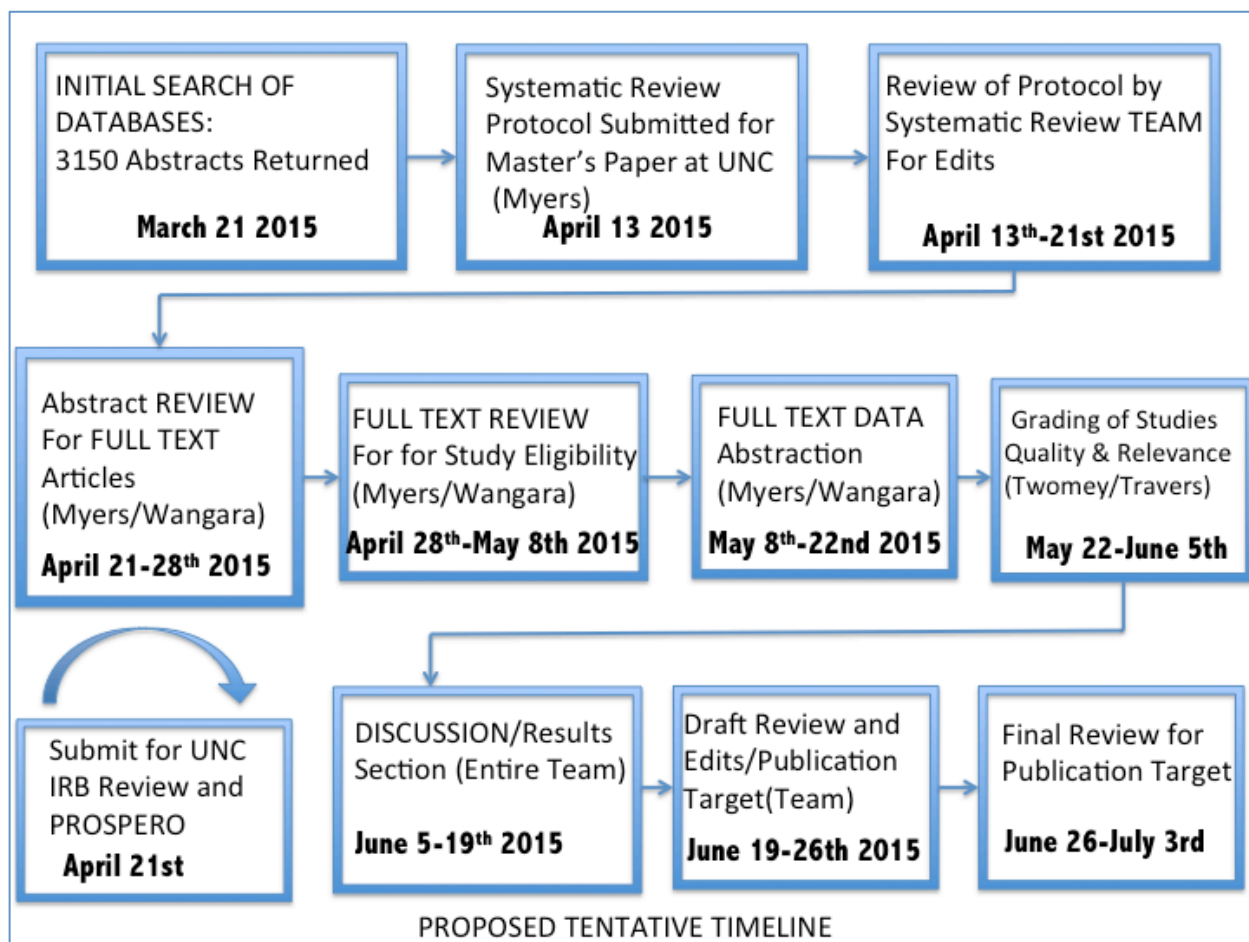 INITIAL SEARCH OF
DATABASES:
3150 Abstracts Returned
March 21 2015
Systematic Review
Protocol Submitted for
Master's Paper at UNC
(Myers)
April 13 2015
Review of Protocol by
Systematic Review TEAM
For Edits
April 13th-21st 2015
Abstract REVIEW
For FULL TEXT
Articles
(Myers/Wangara)
April 21-28th 2015
FULL TEXT REVIEW
For for Study Eligibility
(Myers/Wangara)
April 28th-May 8th 2015
FULL TEXT DATA
Abstraction
(Myers/Wangara)
May 8th-22nd 2015
Grading of Studies
Quality & Relevance
(Twomey/Travers)
May 22-June 5th
Submit for UNC
IRB Review and
PROSPERO
April 21st
DISCUSSION/Results
Section (Entire Team)
June 5-19th 2015
Draft Review and
Edits/Publication
Target(Team)
June 19-26th 2015
Final Review for
Publication Target
June 26-July 3rd
PROPOSED TENTATIVE TIMELINE